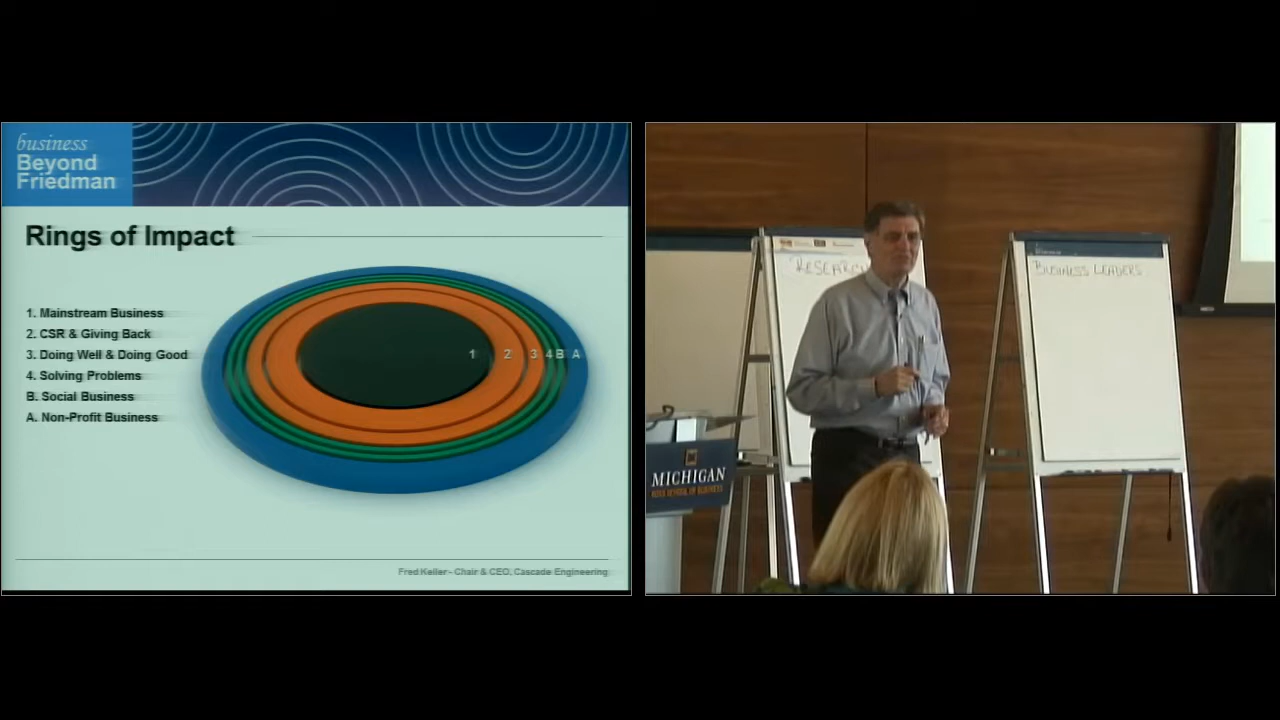 business
Beyond
Friedman
Rings of Impact
1. Mainstream Business
2. CSR & Giving Back
3. Doing Well & Doing Good
4. Solving Problems
B. Social Business
A. Non-Profit Business
1 2 3 4 B A
Fred Keller - Chair & CEO, Cascade Engineering
RESEARCH
BUSINESS LEADERS
MICHIGAN
ROSS SCHOOL OF BUSINESS